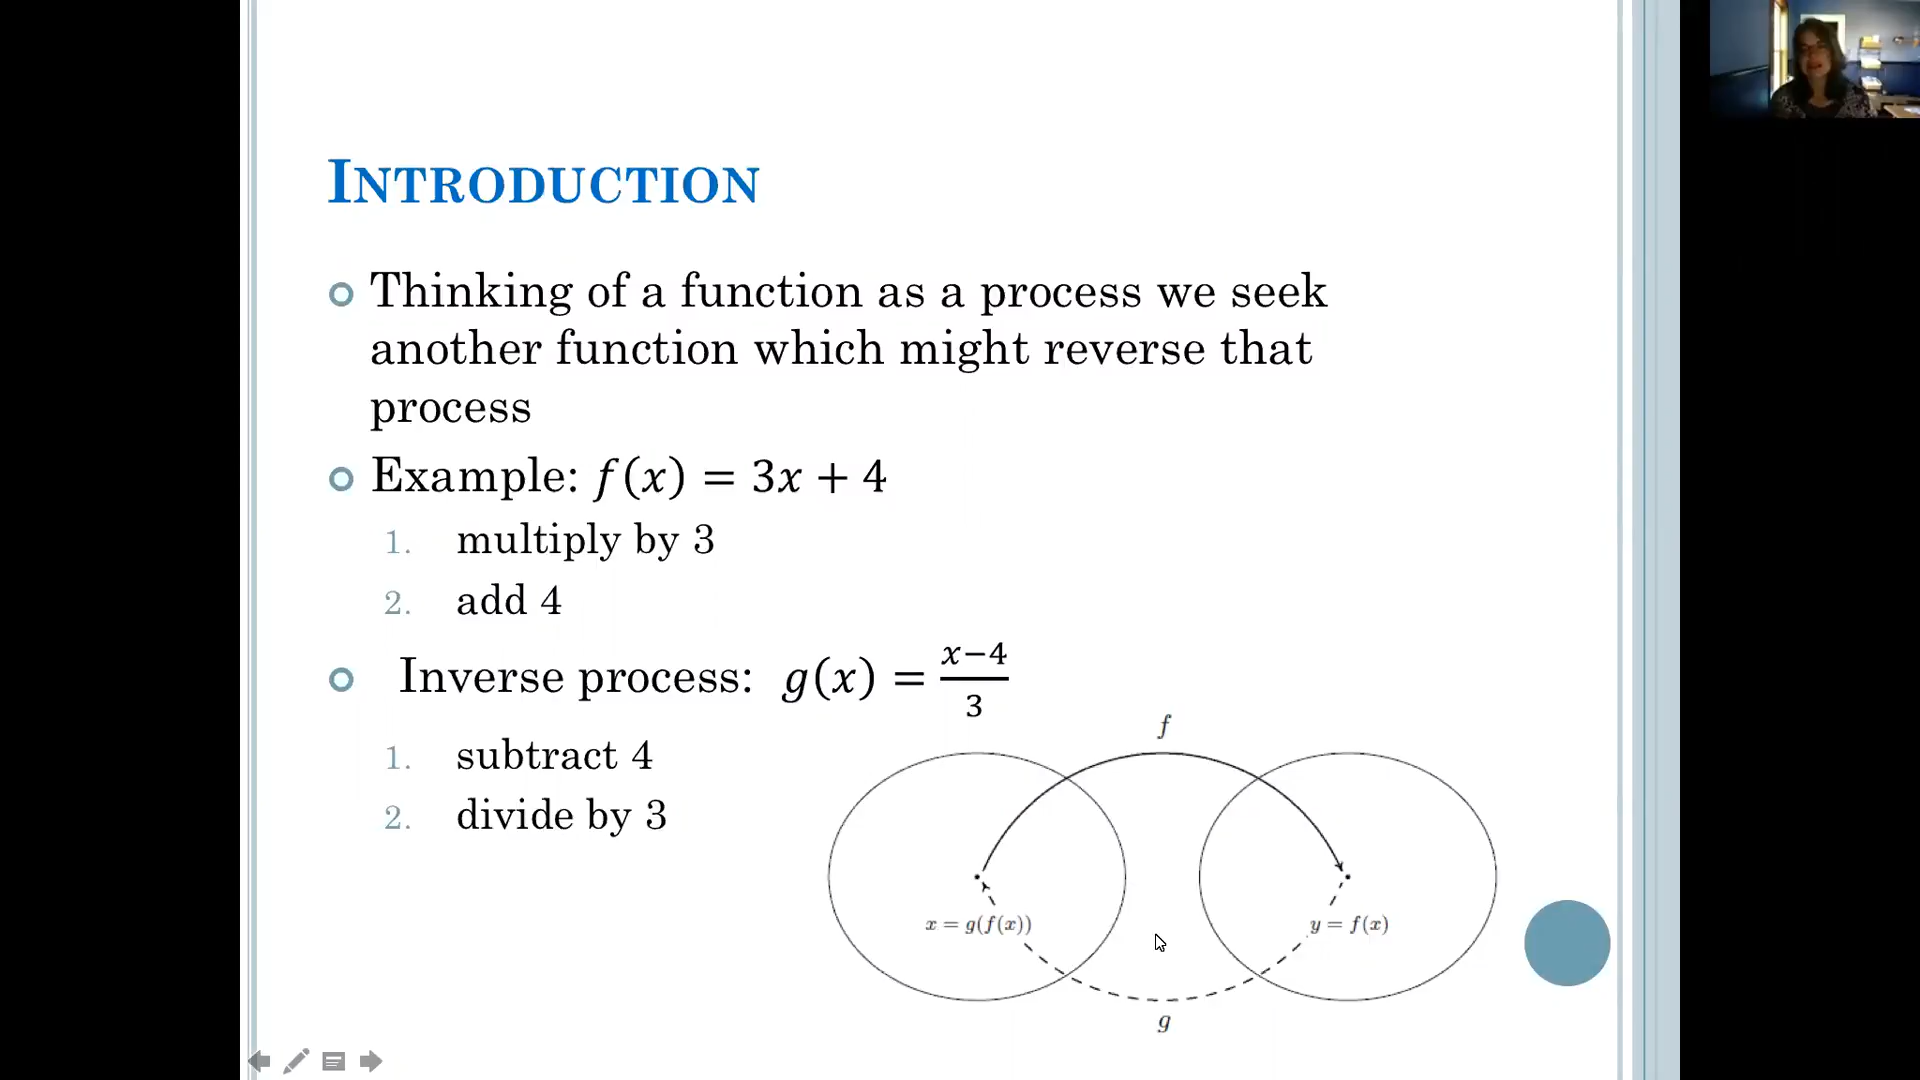 INTRODUCTION
Thinking of a function as a process we seek
another function which might reverse that
process
Example: f(x) = 3x + 4
1. multiply by 3
2. add 4
Inverse process: g(x) = \frac{x-4}{3}
1. subtract 4
2. divide by 3
f
x = g(f(x))
y = f(x)
g